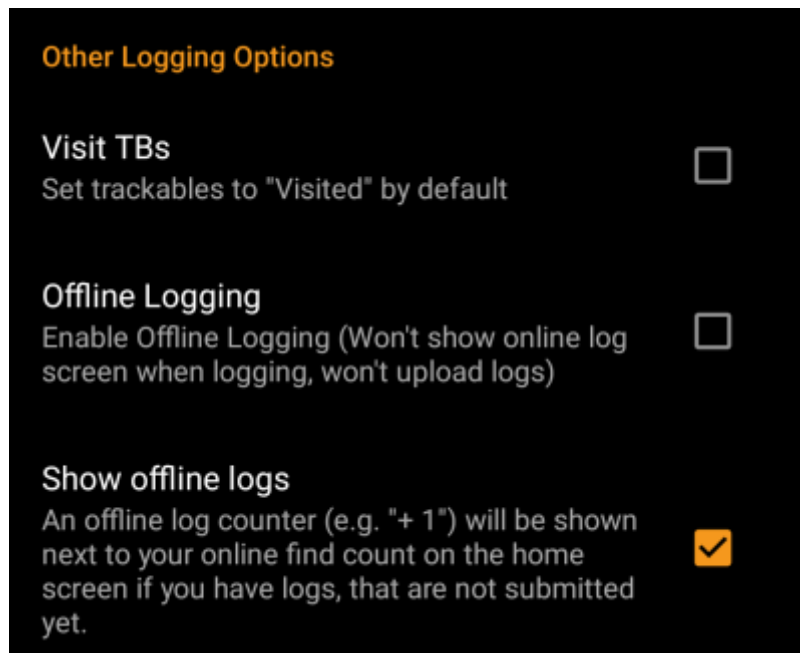 Other Logging Options
Visit TBs
Set trackables to "Visited" by default
Offline Logging
Enable Offline Logging (Won't show online log
screen when logging, won't upload logs)
Show offline logs
An offline log counter (e.g. "+ 1") will be shown
next to your online find count on the home
screen if you have logs, that are not submitted
yet.